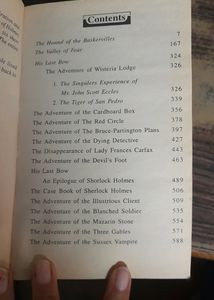 Contents
The Hound of the Baskervilles 7
The Valley of Fear 167
His Last Bow 324
The Adventure of Wisteria Lodge 326
1. The Singulers Experience of
Mr. John Scott Eccles 326
2. The Tiger of San Pedro 339
The Adventure of the Cardboard Box 356
The Adventure of The Red Circle 378
The Adventure of the Bruce-Partington Plans 397
The Adventure of the Dying Detective 427
The Disappearance of Lady Frances Carfax 443
The Adventure of the Devil's Foot 463
His Last Bow
An Epilogue of Sherlock Holmes 489
The Case Book of Sherlock Holmes 506
The Adventure of the Illustrious Client 509
The Adventure of the Blanched Soldier 535
The Adventure of the Mazarin Stone 554
The Adventure of the Three Gables 571
The Adventure of the Sussex Vampire 588